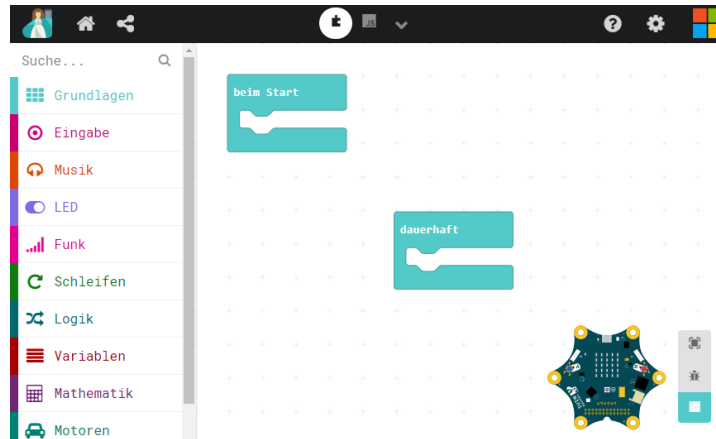 JS
Suche...
Grundlagen
Eingabe
Musik
LED
Funk
Schleifen
Logik
Variablen
Mathematik
Motoren
beim Start
dauerhaft